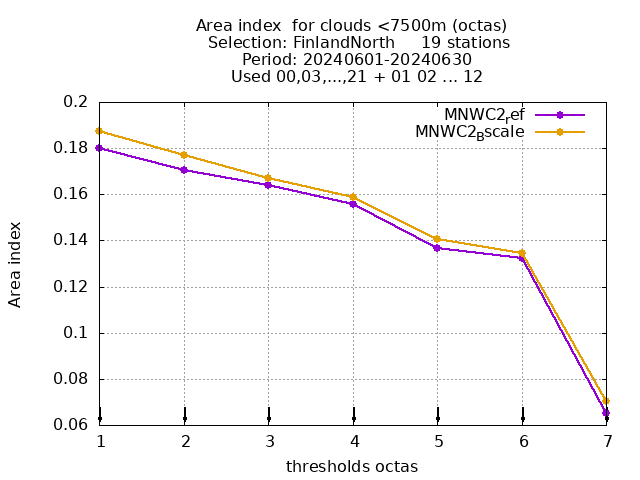 Area index  for clouds <7500m (octas)
Selection: FinlandNorth     19 stations
Period: 20240601-20240630
Used 00,03,...,21 + 01 02 ... 12
MNWC2ref
MNWC2Bscale
0.2
0.18
0.16
0.14
0.12
0.1
0.08
0.06
Area index
1 2 3 4 5 6 7
thresholds octas